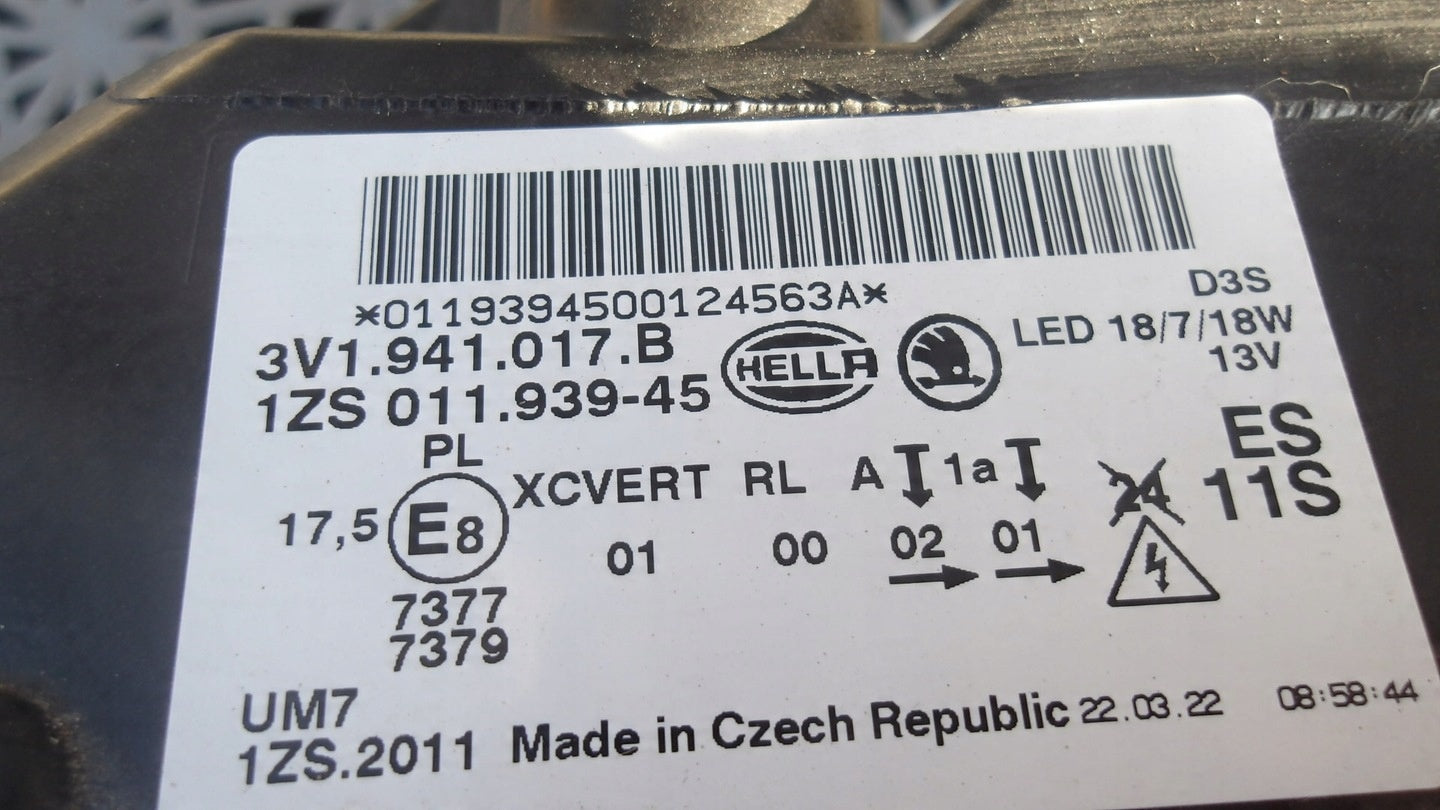 *0119394500124563A*
D3S
3V1.941.017.B HELLA LED 18/7/18W
13V
1ZS 011.939-45
PL
ES
17,5 E8 XCVERT RL A 1a 24 11S
01 00 02 01
7377
7379
UM7
1ZS.2011 Made in Czech Republic 22.03.22 08:58:44